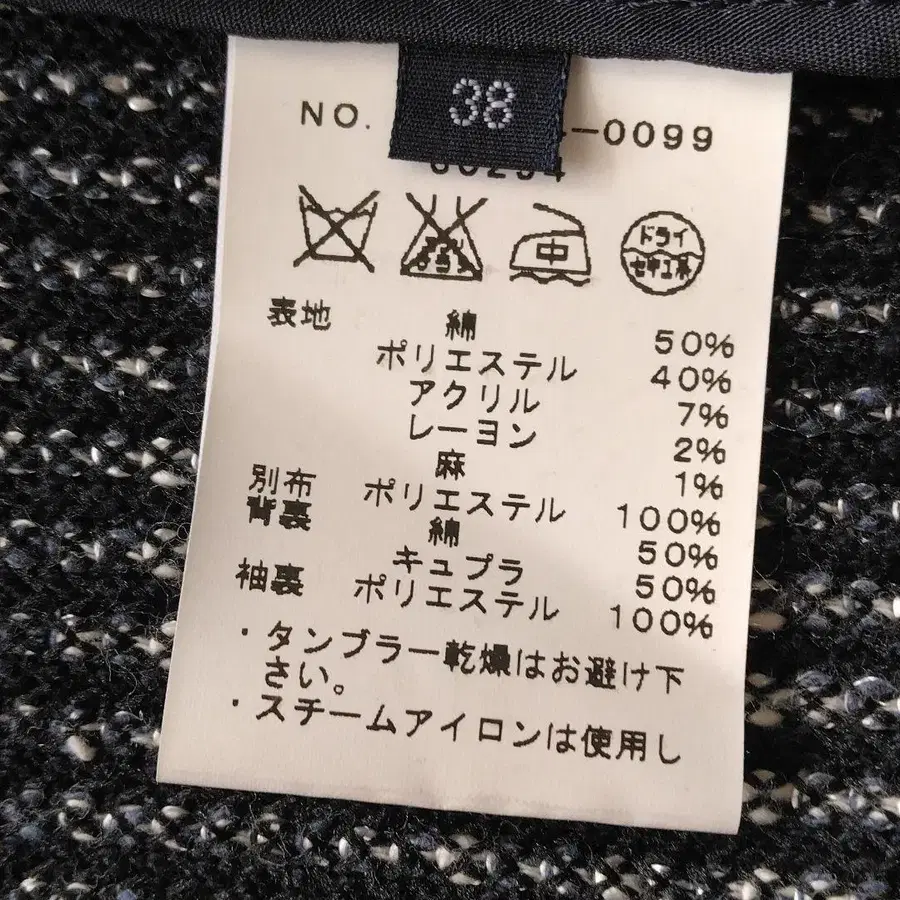 38
NO. -0099
中
ドライ
セキユ系
表地 綿 50%
ポリエステル 40%
アクリル 7%
レーヨン 2%
麻 1%
別布 ポリエステル 100%
背裏 綿 50%
キュプラ 50%
袖裏 ポリエステル 100%
・タンブラー乾燥はお避け下
さい。
・スチームアイロンは使用し